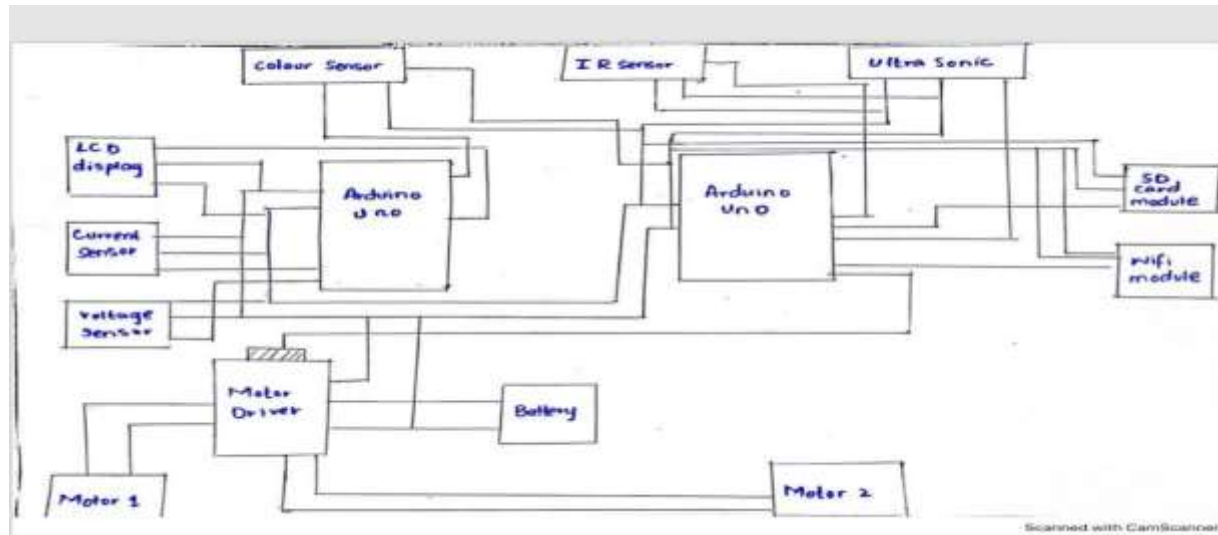 Colour Sensor
IR Sensor
Ultra Sonic
LCD
display
Arduino
Uno
Arduino
UnO
SD
card
module
Current
Sensor
Wifi
module
Voltage
Sensor
Motor
Driver
Battery
Motor 1
Motor 2
Scanned with CamScanner